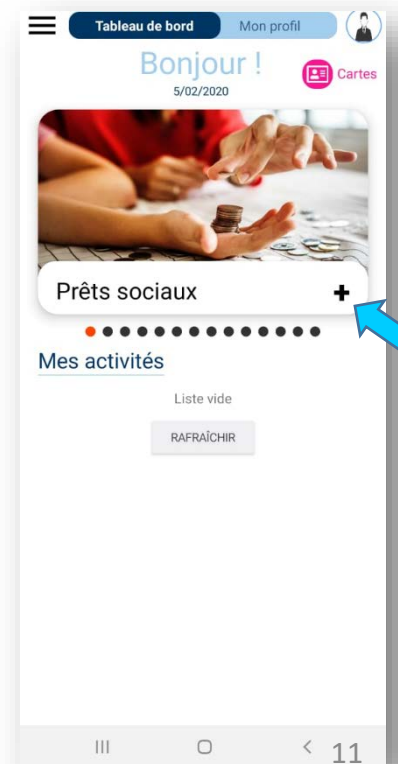 Tableau de bord
Mon profil
Bonjour !
Cartes
5/02/2020
Prêts sociaux
Mes activités
Liste vide
RAFRAÎCHIR
11